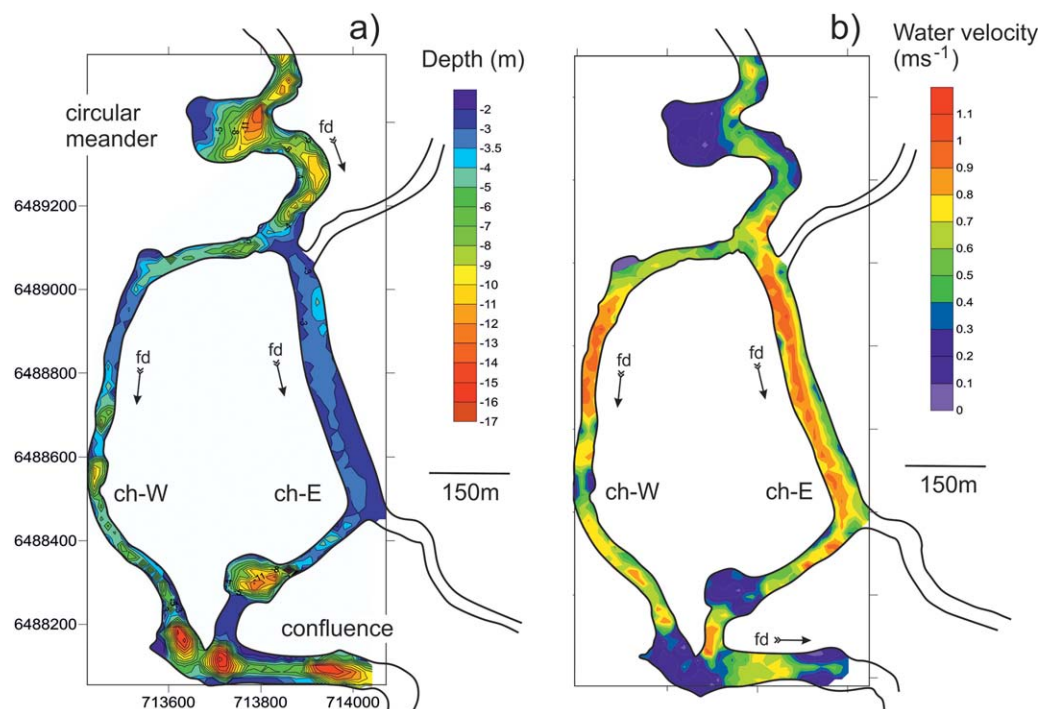 a)
b)
Depth (m)
-2
-3
-3.5
-4
-5
-6
-7
-8
-9
-10
-11
-12
-13
-14
-15
-16
-17
Water velocity
(ms-1)
1.1
1
0.9
0.8
0.7
0.6
0.5
0.4
0.3
0.2
0.1
0
circular
meander
fd
6489200
6489000
6488800
6488600
6488400
6488200
fd
fd
ch-W
ch-E
confluence
150m
713600
713800
714000
fd
fd
ch-W
ch-E
fd
150m